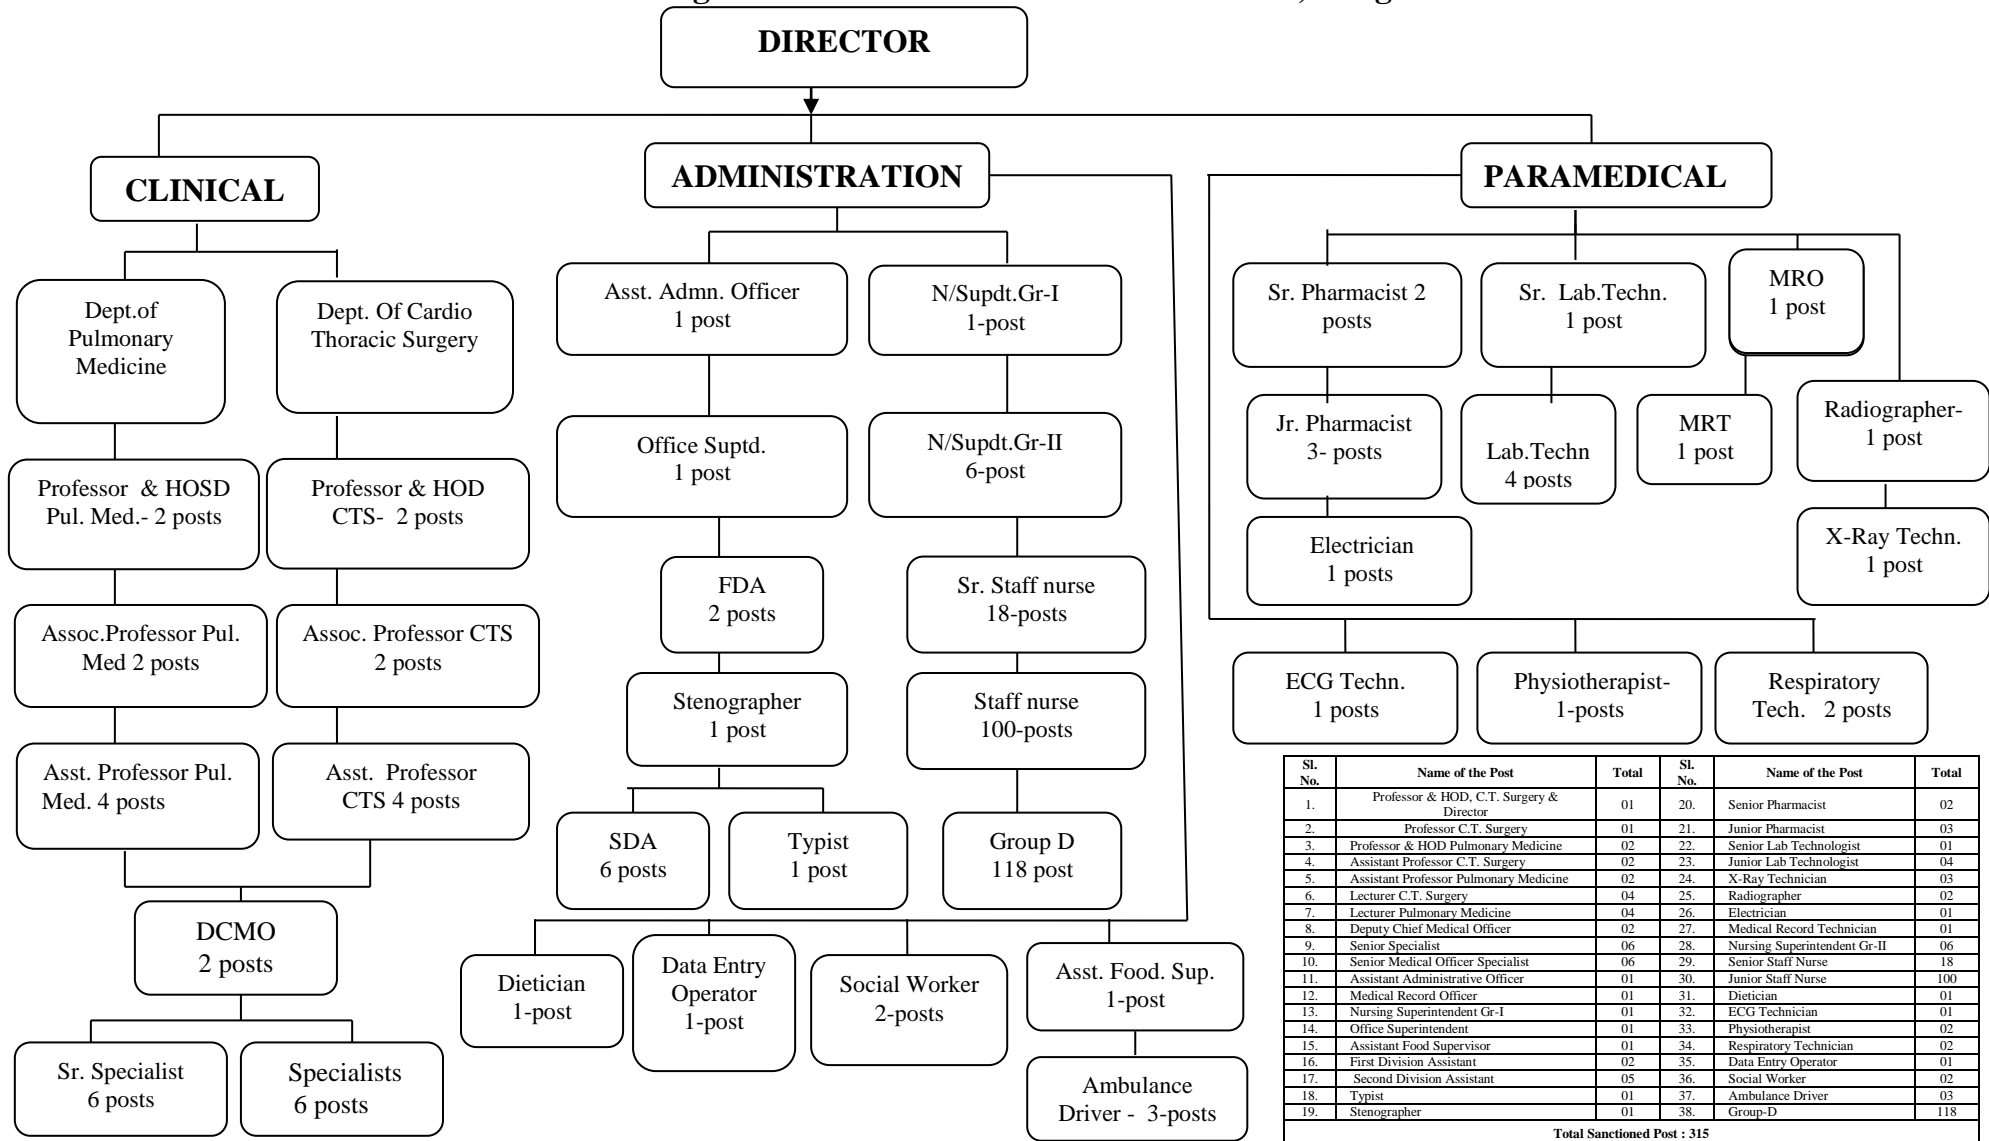 DIRECTOR
CLINICAL
ADMINISTRATION
PARAMEDICAL
Dept.of
Pulmonary
Medicine
Dept. Of Cardio
Thoracic Surgery
Professor & HOSD
Pul. Med.- 2 posts
Professor & HOD
CTS- 2 posts
Assoc.Professor Pul.
Med 2 posts
Assoc. Professor CTS
2 posts
Asst. Professor Pul.
Med. 4 posts
Asst. Professor
CTS 4 posts
DCMO
2 posts
Sr. Specialist
6 posts
Specialists
6 posts
Asst. Admn. Officer
1 post
N/Supdt.Gr-I
1-post
Office Suptd.
1 post
N/Supdt.Gr-II
6-post
FDA
2 posts
Sr. Staff nurse
18-posts
Stenographer
1 post
Staff nurse
100-posts
SDA
6 posts
Typist
1 post
Group D
118 post
Dietician
1-post
Data Entry
Operator
1-post
Social Worker
2-posts
Asst. Food. Sup.
1-post
Ambulance
Driver - 3-posts
Sr. Pharmacist 2
posts
Sr. Lab.Techn.
1 post
MRO
1 post
Jr. Pharmacist
3- posts
Lab.Techn
4 posts
MRT
1 post
Radiographer-
1 post
Electrician
1 posts
X-Ray Techn.
1 post
ECG Techn.
1 posts
Physiotherapist-
1-posts
Respiratory
Tech. 2 posts
Sl. No. Name of the Post Total Sl. No. Name of the Post Total
1. Professor & HOD, C.T. Surgery & Director 01 20. Senior Pharmacist 02
2. Professor C.T. Surgery 01 21. Junior Pharmacist 03
3. Professor & HOD Pulmonary Medicine 02 22. Senior Lab Technologist 01
4. Assistant Professor C.T. Surgery 02 23. Junior Lab Technologist 04
5. Assistant Professor Pulmonary Medicine 02 24. X-Ray Technician 03
6. Lecturer C.T. Surgery 04 25. Radiographer 02
7. Lecturer Pulmonary Medicine 04 26. Electrician 01
8. Deputy Chief Medical Officer 02 27. Medical Record Technician 01
9. Senior Specialist 06 28. Nursing Superintendent Gr-II 06
10. Senior Medical Officer Specialist 06 29. Senior Staff Nurse 18
11. Assistant Administrative Officer 01 30. Junior Staff Nurse 100
12. Medical Record Officer 01 31. Dietician 01
13. Nursing Superintendent Gr-I 01 32. ECG Technician 01
14. Office Superintendent 01 33. Physiotherapist 02
15. Assistant Food Supervisor 01 34. Respiratory Technician 02
16. First Division Assistant 02 35. Data Entry Operator 01
17. Second Division Assistant 05 36. Social Worker 02
18. Typist 01 37. Ambulance Driver 03
19. Stenographer 01 38. Group-D 118
Total Sanctioned Post : 315